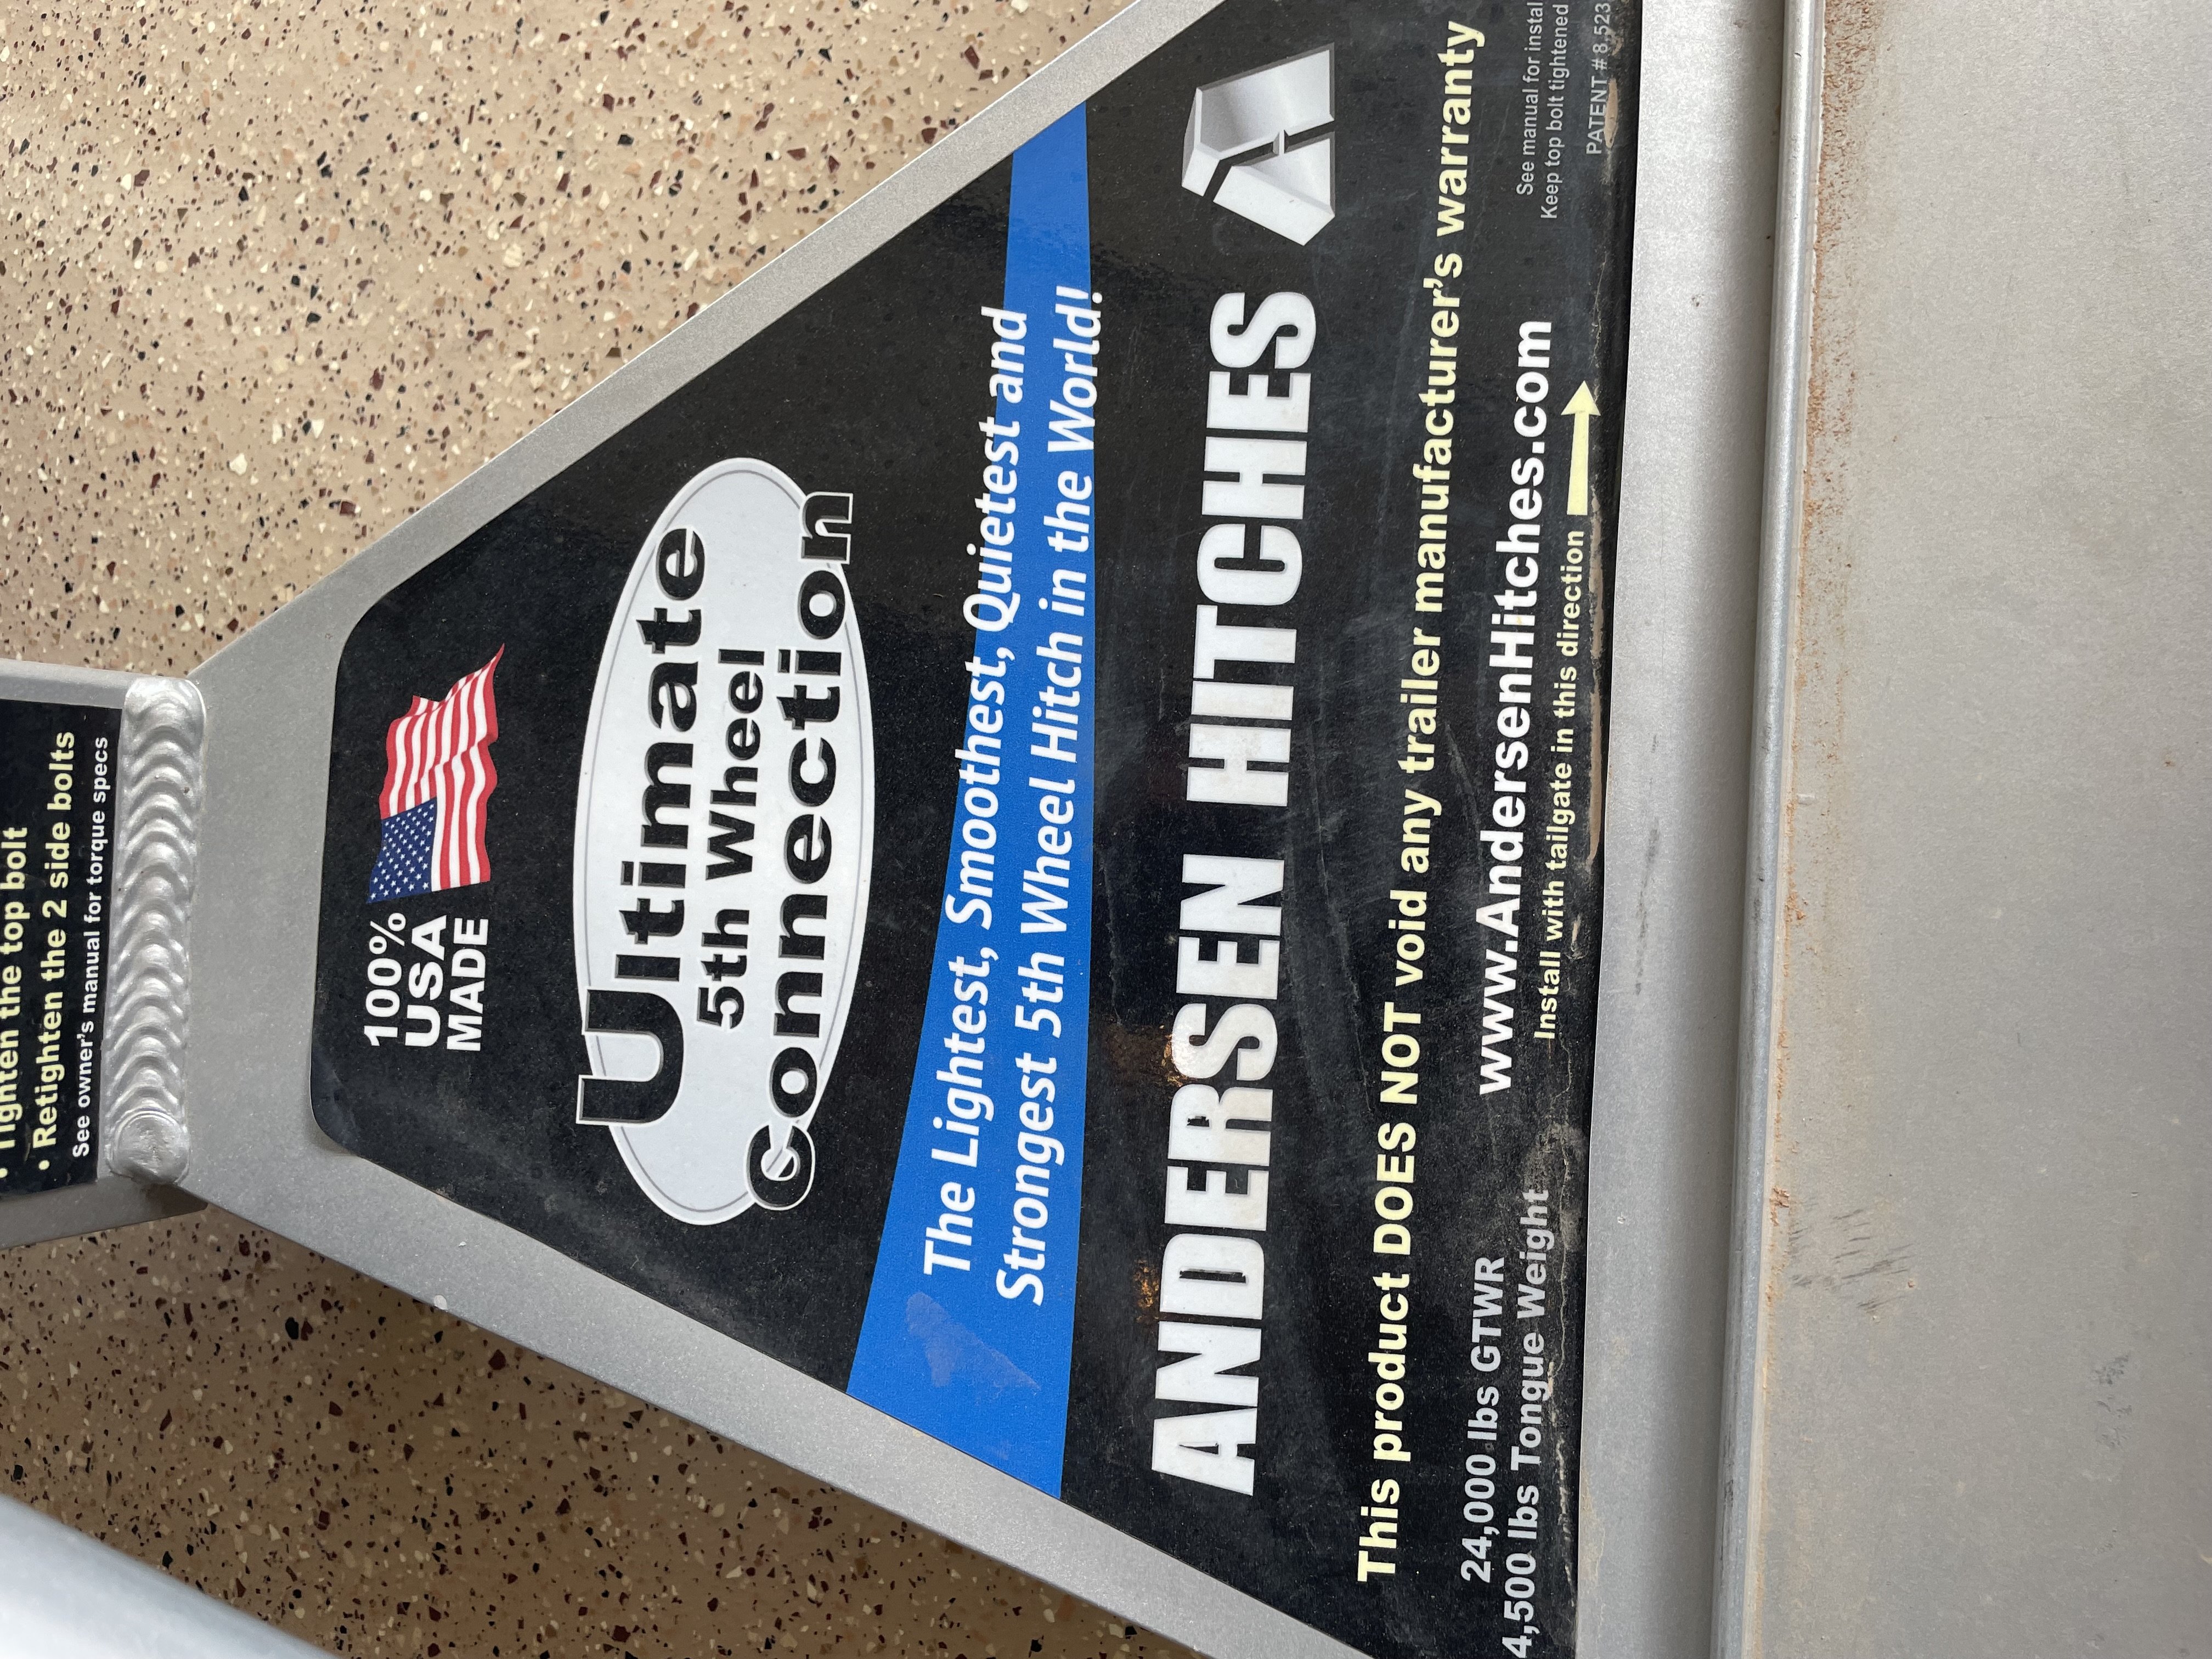 Tighten the top bolt
• Retighten the 2 side bolts
See owner's manual for torque specs
100%
USA
MADE
Ultimate
5th Wheel
Connection
The Lightest, Smoothest, Quietest and
Strongest 5th Wheel Hitch in the World!
ANDERSEN HITCHES
This product DOES NOT void any trailer manufacturer's warranty
24,000 lbs GTWR
4,500 lbs Tongue Weight
www.AndersenHitches.com
Install with tailgate in this direction
See manual for instal
Keep top bolt tightened
PATENT # 8,523